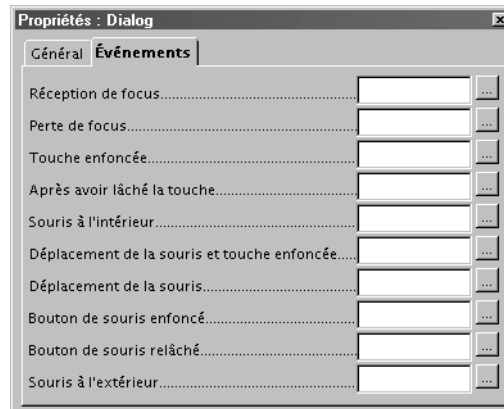 Propriétés : Dialog
Général Événements
Réception de focus.......................................... ...
Perte de focus.................................................. ...
Touche enfoncée............................................. ...
Après avoir lâché la touche............................. ...
Souris à l'intérieur........................................... ...
Déplacement de la souris et touche enfoncée..... ...
Déplacement de la souris................................ ...
Bouton de souris enfoncé................................ ...
Bouton de souris relâché................................. ...
Souris à l'extérieur.......................................... ...